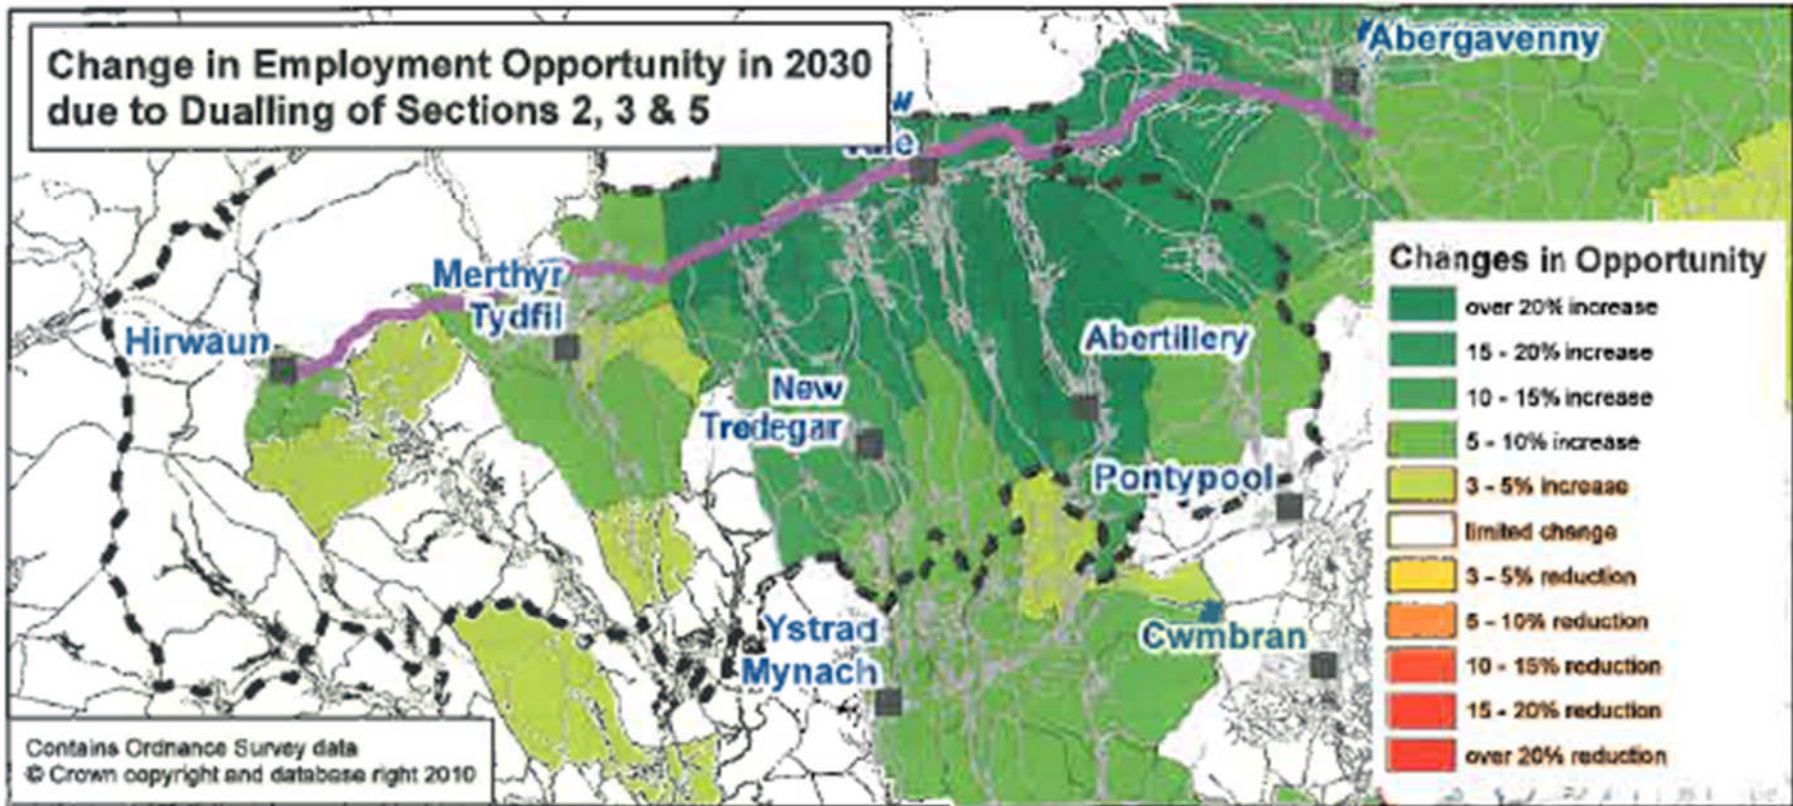 Change in Employment Opportunity in 2030
due to Dualling of Sections 2, 3 & 5
Abergavenny
Merthyr
Tydfil
Hirwaun
Abertillery
New
Tredegar
Pontypool
Ystrad
Mynach
Cwmbran
Changes in Opportunity
over 20% increase
15 - 20% increase
10 - 15% increase
5 - 10% increase
3 - 5% increase
limited change
3 - 5% reduction
5 - 10% reduction
10 - 15% reduction
15 - 20% reduction
over 20% reduction
Contains Ordnance Survey data
© Crown copyright and database right 2010